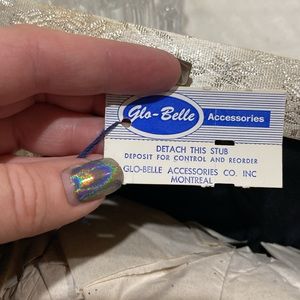 Glo-Belle Accessories
DETACH THIS STUB
DEPOSIT FOR CONTROL AND REORDER
GLO-BELLE ACCESSORIES CO. INC
MONTREAL